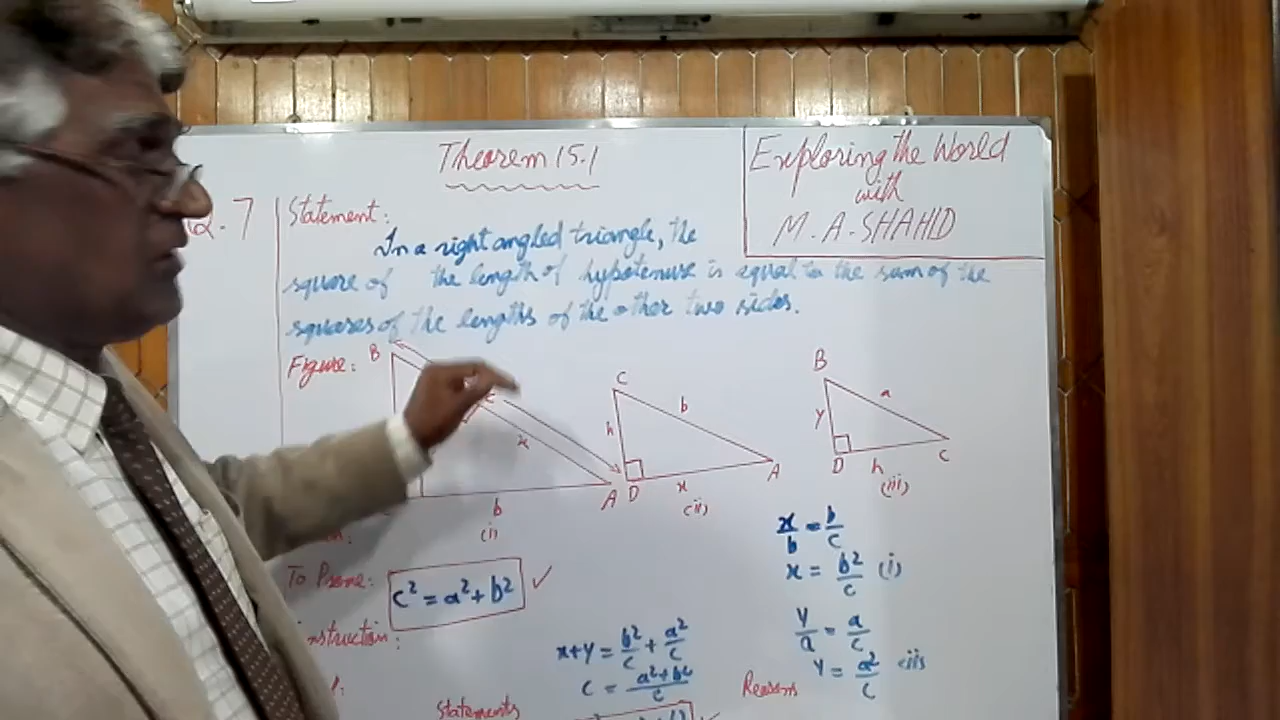 Theorem 15.1
Exploring the World
with
M. A. SHAHID
2.7
Statement:
In a right angled triangle, the
square of the length of hypotenuse is equal to the sum of the
squares of the lengths of the other two sides.
Figure:
B
x
A
b
(i)
C
h
b
D
x
A
(ii)
B
y
a
D
h
C
(iii)
To Prove:
c² = a² + b²
x/b = b/c
x = b²/c (i)
y/a = a/c
y = a²/c
x+y = b²/c + a²/c
c = a²+b²/c
Statements
Reasons